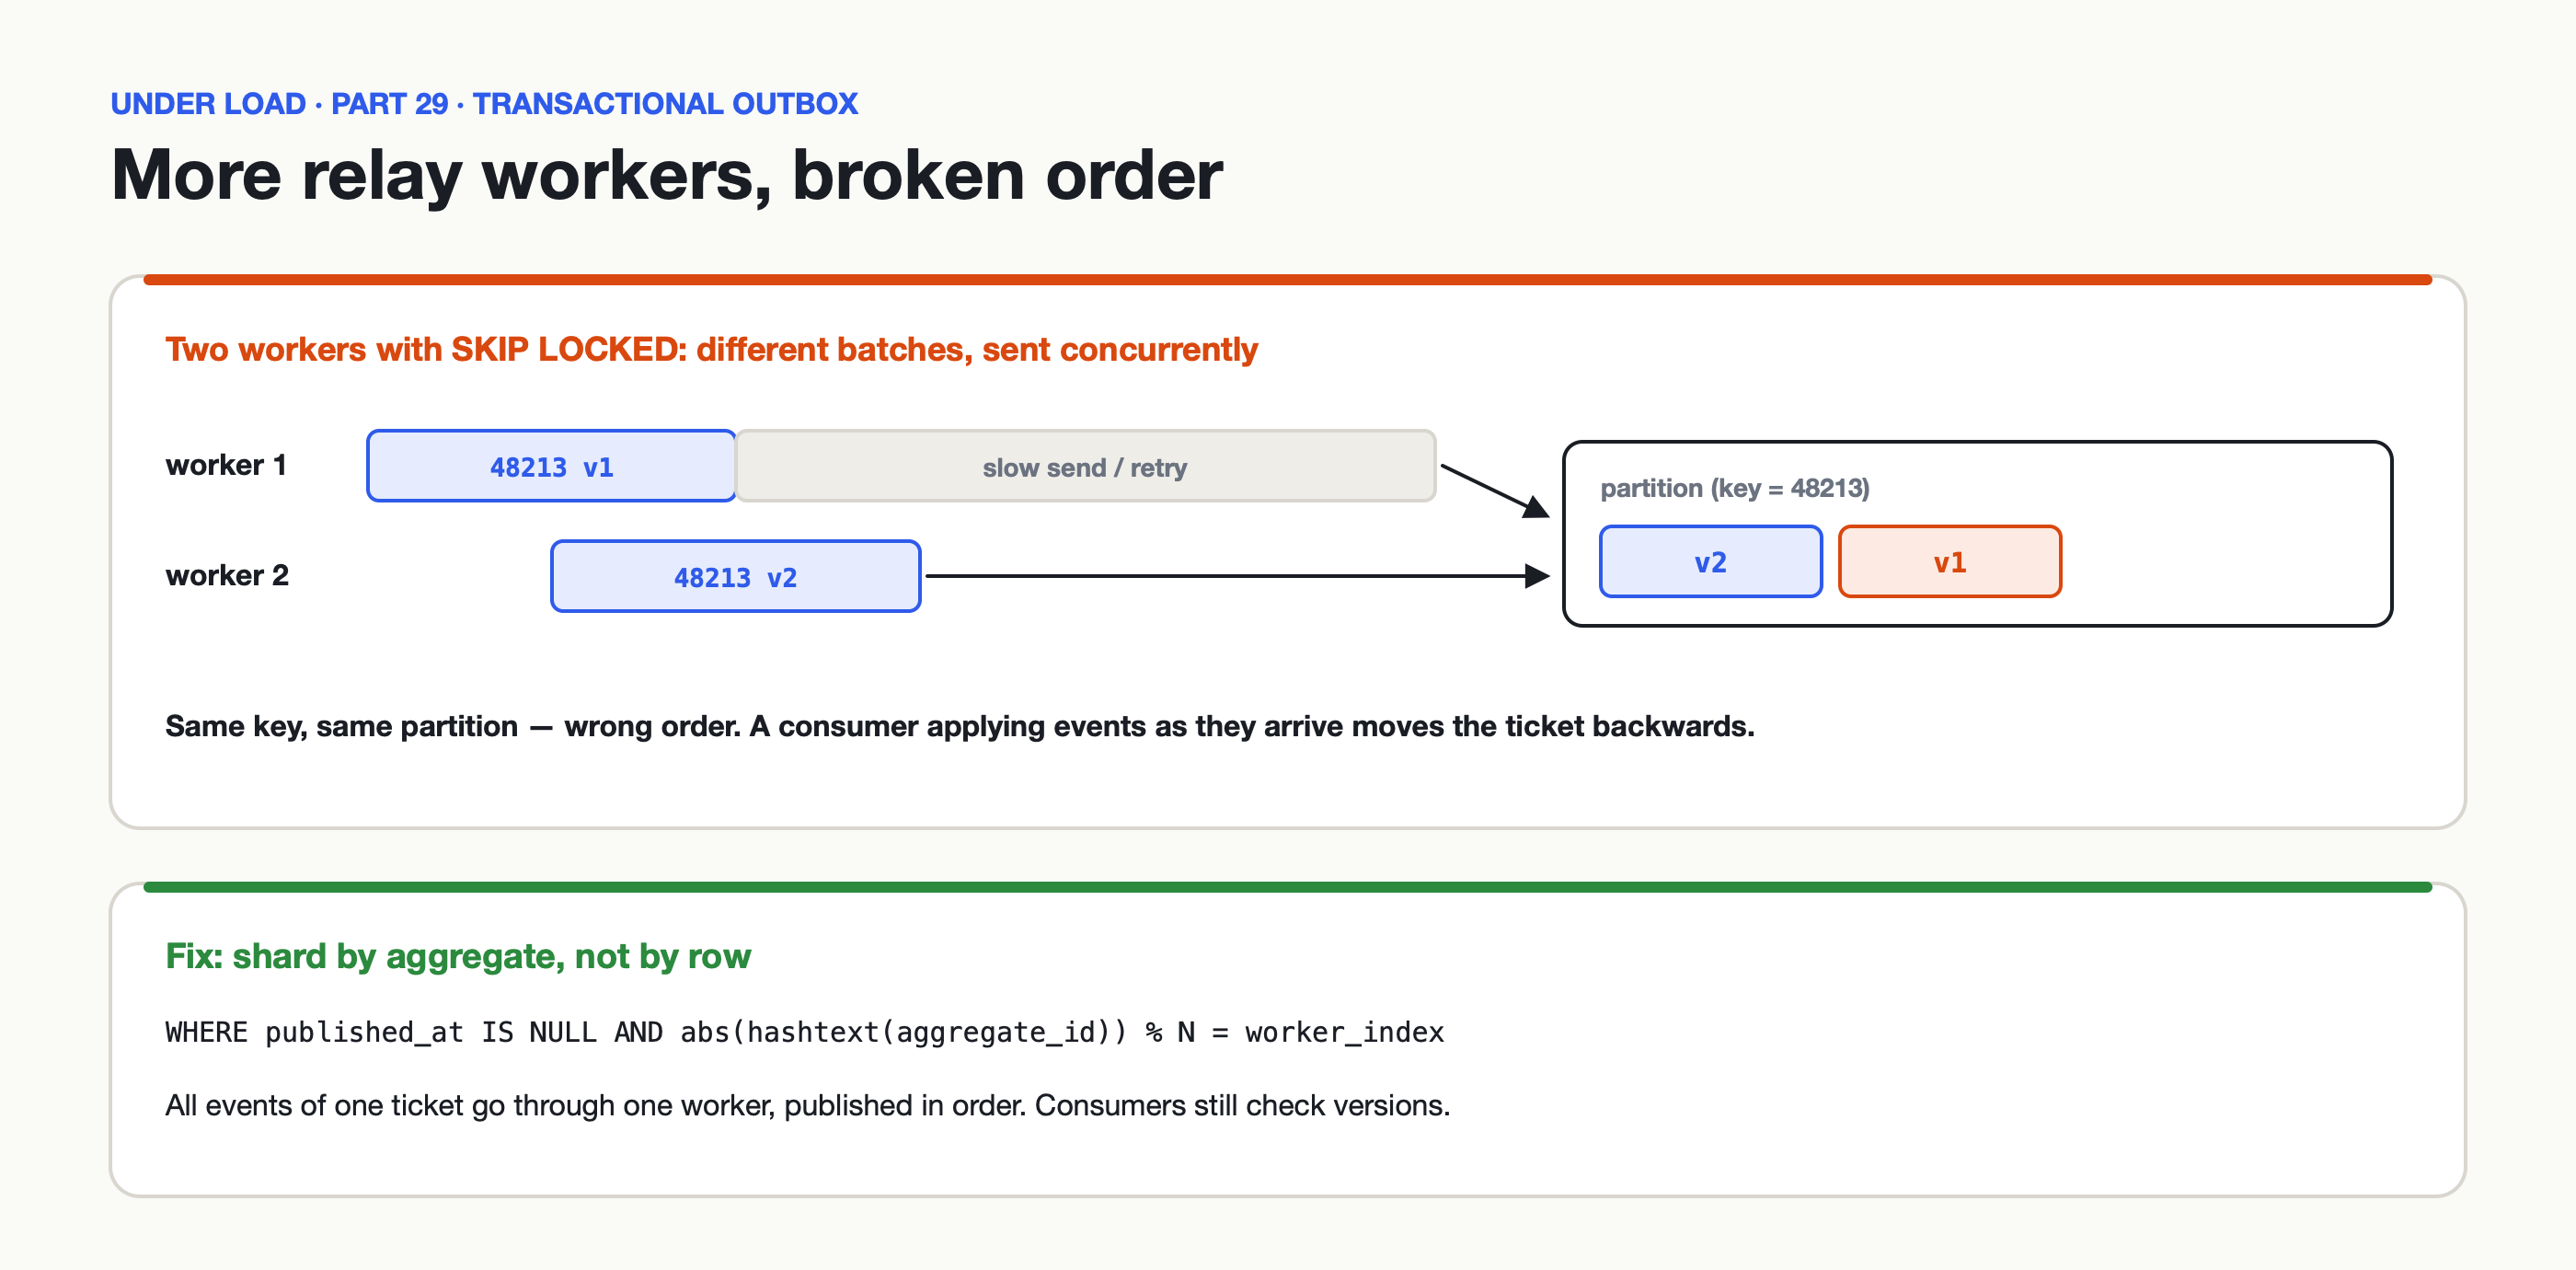 UNDER LOAD · PART 29 · TRANSACTIONAL OUTBOX
More relay workers, broken order
Two workers with SKIP LOCKED: different batches, sent concurrently
worker 1
48213 v1
slow send / retry
worker 2
48213 v2
partition (key = 48213)
v2
v1
Same key, same partition — wrong order. A consumer applying events as they arrive moves the ticket backwards.
Fix: shard by aggregate, not by row
WHERE published_at IS NULL AND abs(hashtext(aggregate_id)) % N = worker_index
All events of one ticket go through one worker, published in order. Consumers still check versions.